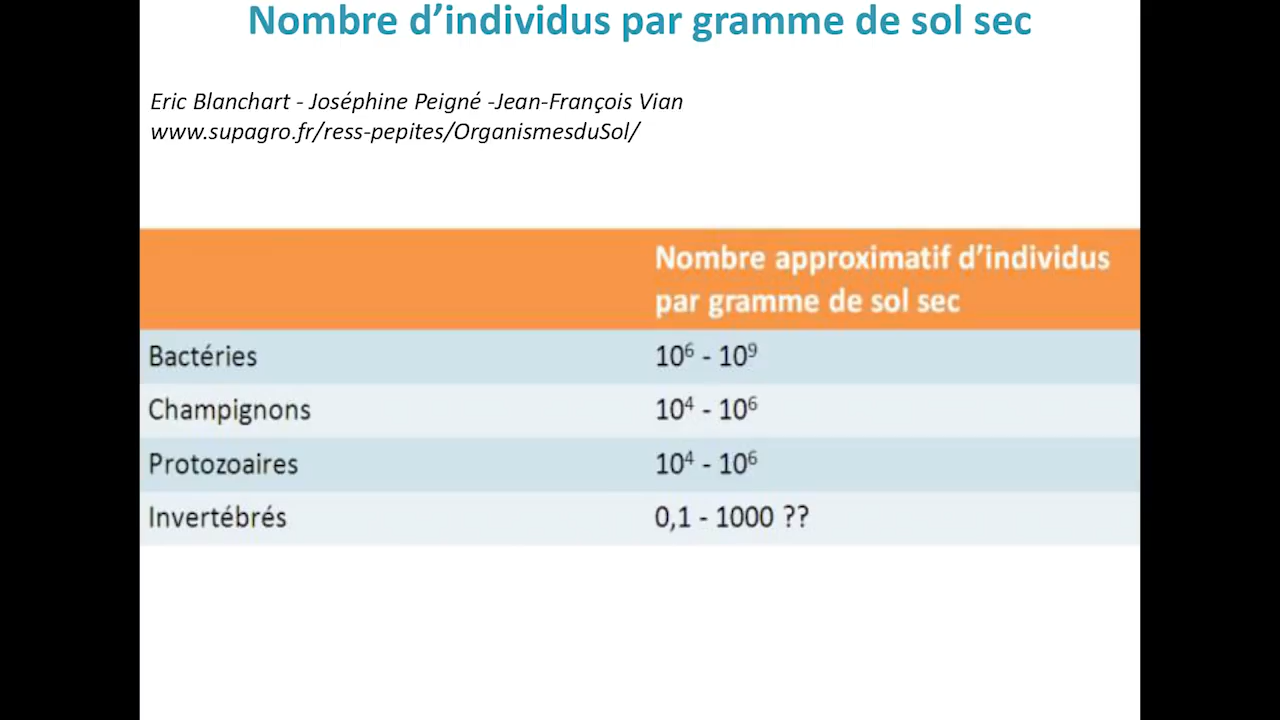 Nombre d’individus par gramme de sol sec
Eric Blanchart - Joséphine Peigné -Jean-François Vian
www.supagro.fr/ress-pepites/OrganismesduSol/
Nombre approximatif d’individus
par gramme de sol sec
Bactéries 10⁶ - 10⁹
Champignons 10⁴ - 10⁶
Protozoaires 10⁴ - 10⁶
Invertébrés 0,1 - 1000 ??